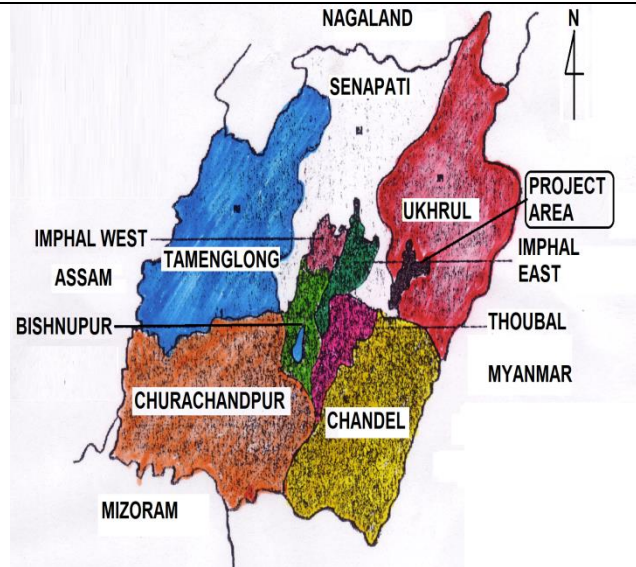 NAGALAND
N
SENAPATI
PROJECT
AREA
UKHRUL
IMPHAL WEST
TAMENGLONG
IMPHAL
EAST
ASSAM
BISHNUPUR
THOUBAL
MYANMAR
CHURACHANDPUR
CHANDEL
MIZORAM